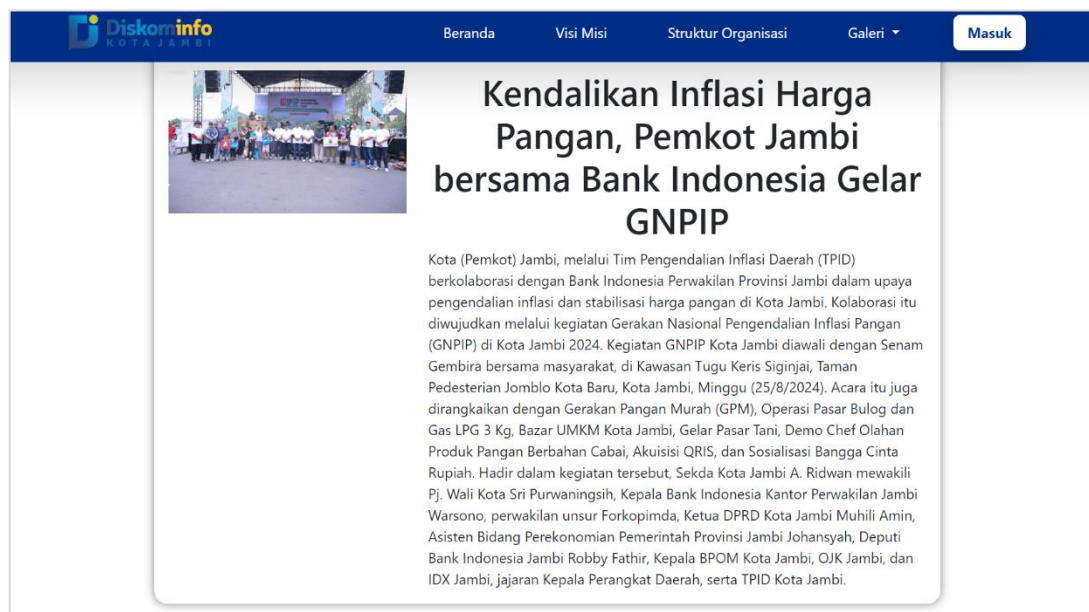 Diskominfo
KOTA JAMBI
Beranda
Visi Misi
Struktur Organisasi
Galeri
Masuk
Kendalikan Inflasi Harga
Pangan, Pemkot Jambi
bersama Bank Indonesia Gelar
GNPIP
Kota (Pemkot) Jambi, melalui Tim Pengendalian Inflasi Daerah (TPID)
berkolaborasi dengan Bank Indonesia Perwakilan Provinsi Jambi dalam upaya
pengendalian inflasi dan stabilisasi harga pangan di Kota Jambi. Kolaborasi itu
diwujudkan melalui kegiatan Gerakan Nasional Pengendalian Inflasi Pangan
(GNPIP) di Kota Jambi 2024. Kegiatan GNPIP Kota Jambi diawali dengan Senam
Gembira bersama masyarakat, di Kawasan Tugu Keris Siginjai, Taman
Pedesterian Jomblo Kota Baru, Kota Jambi, Minggu (25/8/2024). Acara itu juga
dirangkaikan dengan Gerakan Pangan Murah (GPM), Operasi Pasar Bulog dan
Gas LPG 3 Kg, Bazar UMKM Kota Jambi, Gelar Pasar Tani, Demo Chef Olahan
Produk Pangan Berbahan Cabai, Akuisisi QRIS, dan Sosialisasi Bangga Cinta
Rupiah. Hadir dalam kegiatan tersebut, Sekda Kota Jambi A. Ridwan mewakili
Pj. Wali Kota Sri Purwaningsih, Kepala Bank Indonesia Kantor Perwakilan Jambi
Warsono, perwakilan unsur Forkopimda, Ketua DPRD Kota Jambi Muhili Amin,
Asisten Bidang Perekonomian Pemerintah Provinsi Jambi Johansyah, Deputi
Bank Indonesia Jambi Robby Fathir, Kepala BPOM Kota Jambi, OJK Jambi, dan
IDX Jambi, jajaran Kepala Perangkat Daerah, serta TPID Kota Jambi.